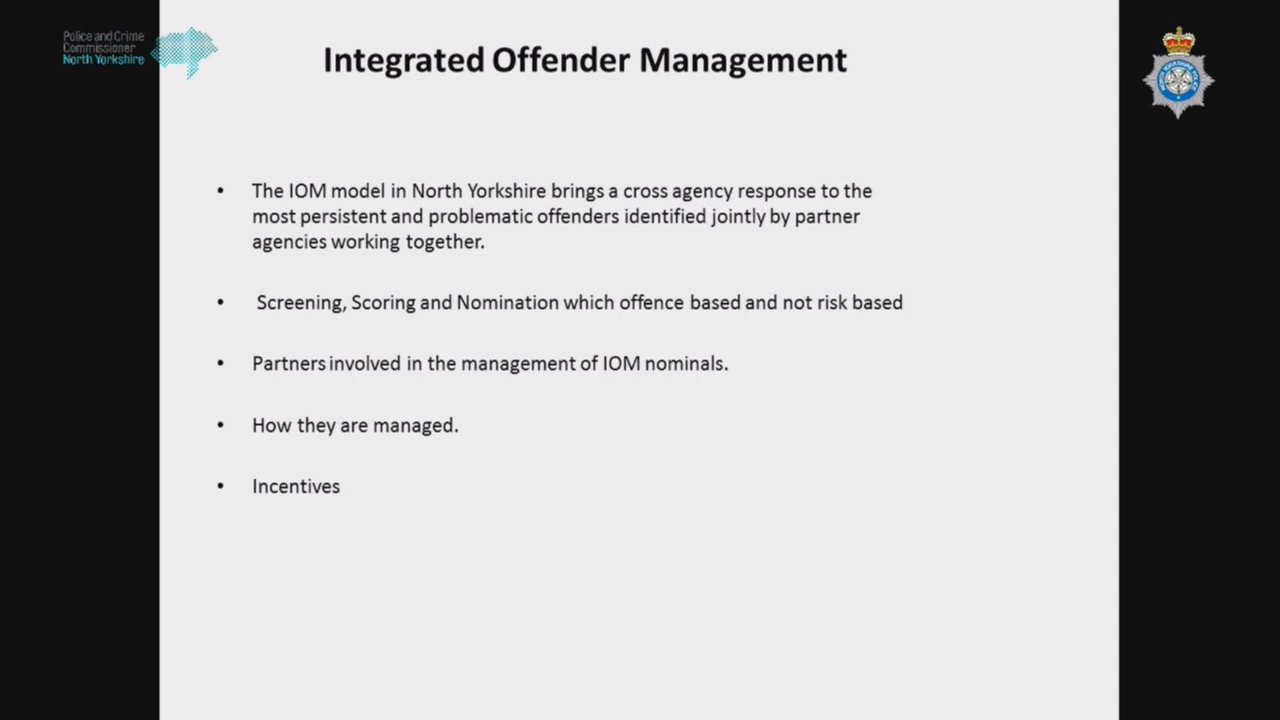 Police and Crime
Commissioner
North Yorkshire
Integrated Offender Management
• The IOM model in North Yorkshire brings a cross agency response to the
most persistent and problematic offenders identified jointly by partner
agencies working together.
• Screening, Scoring and Nomination which offence based and not risk based
• Partners involved in the management of IOM nominals.
• How they are managed.
• Incentives
NORTH YORKSHIRE POLICE